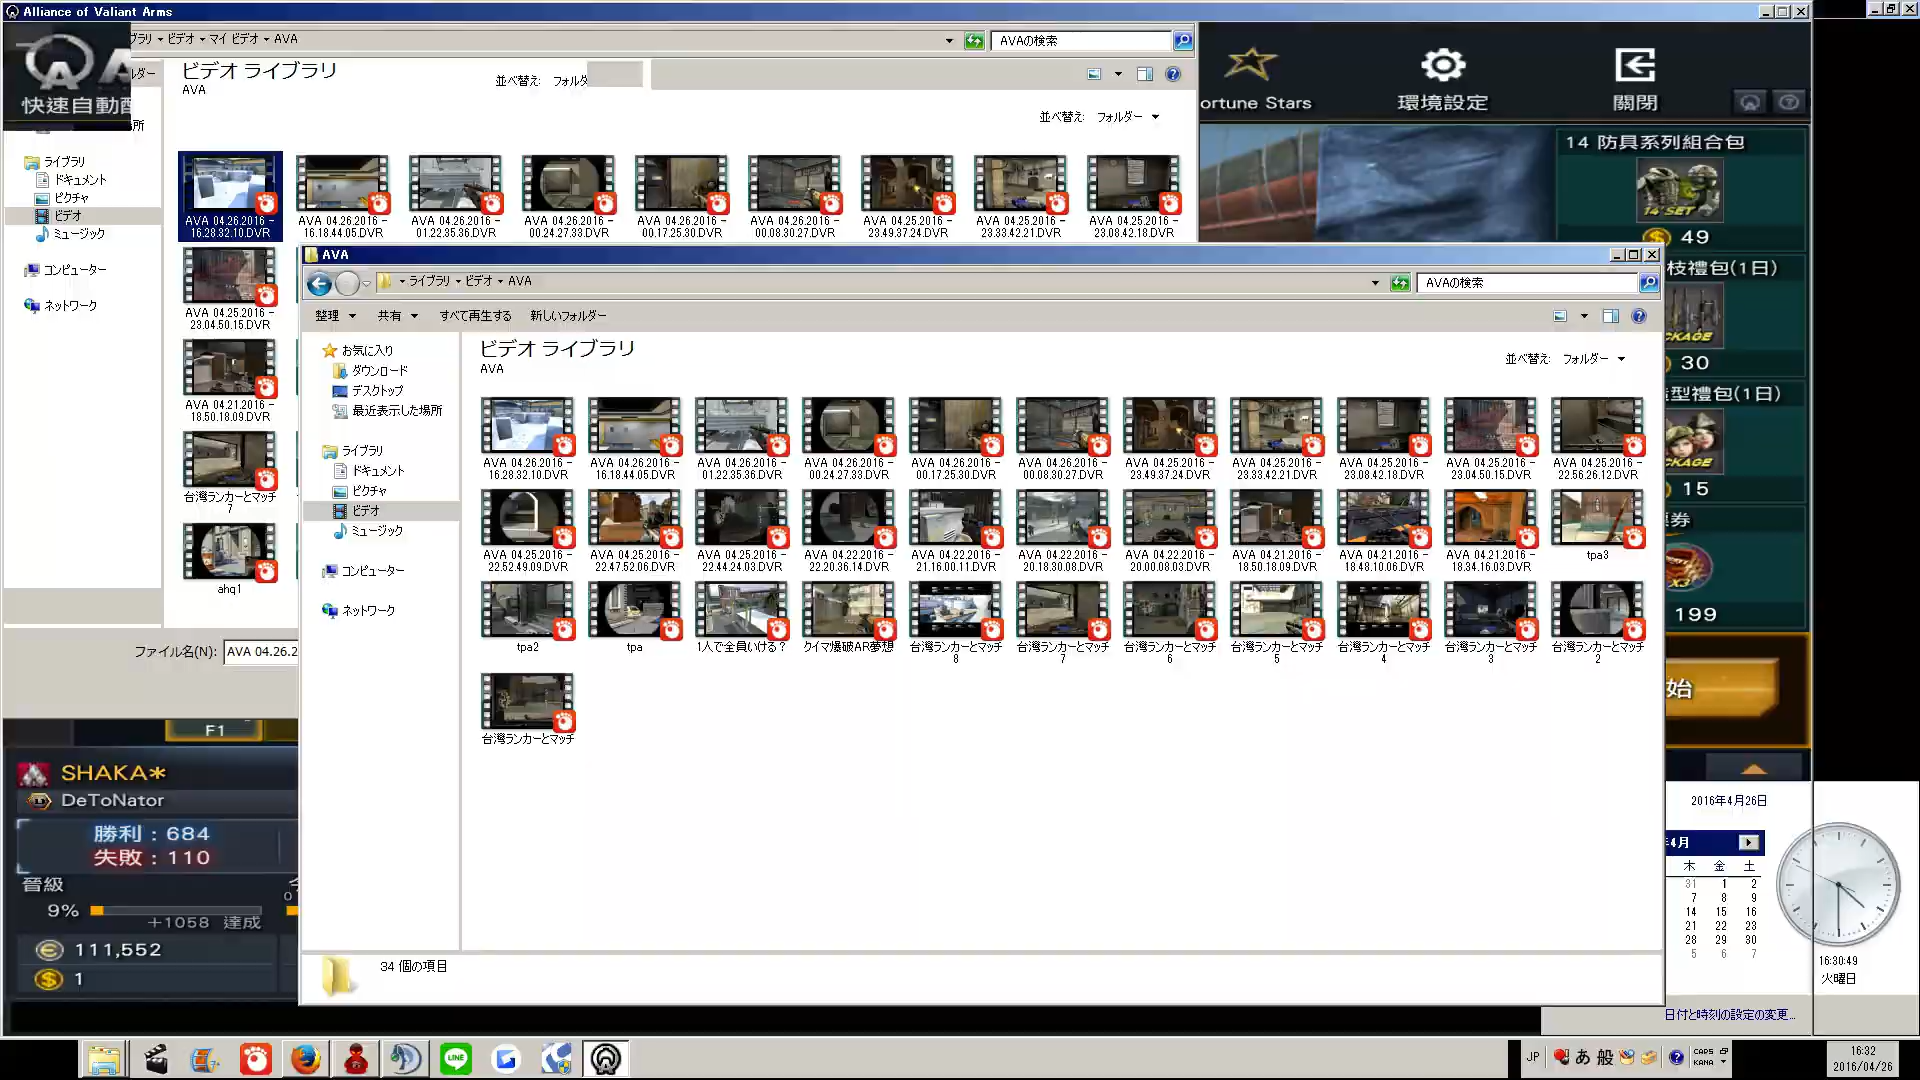 Alliance of Valiant Arms
ブラリ ▾ ビデオ ▾ マイ ビデオ ▾ AVA
AVAの検索
快速自動配
ビデオ ライブラリ
AVA
並べ替え: フォルダ
並べ替え: フォルダー
ライブラリ
ドキュメント
ピクチャ
ビデオ
ミュージック
コンピューター
ネットワーク
AVA 04.26.2016 - 16.28.32.10.DVR
AVA 04.26.2016 - 16.18.44.05.DVR
AVA 04.26.2016 - 01.22.35.36.DVR
AVA 04.26.2016 - 00.24.27.33.DVR
AVA 04.26.2016 - 00.17.25.30.DVR
AVA 04.26.2016 - 00.08.30.27.DVR
AVA 04.25.2016 - 23.49.37.24.DVR
AVA 04.25.2016 - 23.33.42.21.DVR
AVA 04.25.2016 - 23.08.42.18.DVR
AVA 04.25.2016 - 23.04.50.15.DVR
AVA 04.21.2016 - 18.50.18.09.DVR
台湾ランカーとマッチ7
ahq1
ファイル名(N):
AVA 04.26.2
ortune Stars
環境設定
關閉
14 防具系列組合包
14 SET
49
枝禮包(1日)
KAGE
30
造型禮包(1日)
KAGE
15
票券
X3
199
始
AVA
ライブラリ ▾ ビデオ ▾ AVA
AVAの検索
整理
共有
すべて再生する
新しいフォルダー
お気に入り
ダウンロード
デスクトップ
最近表示した場所
ライブラリ
ドキュメント
ピクチャ
ビデオ
ミュージック
コンピューター
ネットワーク
ビデオ ライブラリ
AVA
並べ替え: フォルダー
AVA 04.26.2016 - 16.28.32.10.DVR
AVA 04.26.2016 - 16.18.44.05.DVR
AVA 04.26.2016 - 01.22.35.36.DVR
AVA 04.26.2016 - 00.24.27.33.DVR
AVA 04.26.2016 - 00.17.25.30.DVR
AVA 04.26.2016 - 00.08.30.27.DVR
AVA 04.25.2016 - 23.49.37.24.DVR
AVA 04.25.2016 - 23.33.42.21.DVR
AVA 04.25.2016 - 23.08.42.18.DVR
AVA 04.25.2016 - 23.04.50.15.DVR
AVA 04.25.2016 - 22.56.26.12.DVR
AVA 04.25.2016 - 22.52.49.09.DVR
AVA 04.25.2016 - 22.47.52.06.DVR
AVA 04.25.2016 - 22.44.24.03.DVR
AVA 04.22.2016 - 22.20.36.14.DVR
AVA 04.22.2016 - 21.16.00.11.DVR
AVA 04.22.2016 - 20.18.30.08.DVR
AVA 04.22.2016 - 20.00.08.03.DVR
AVA 04.21.2016 - 18.50.18.09.DVR
AVA 04.21.2016 - 18.48.10.06.DVR
AVA 04.21.2016 - 18.34.16.03.DVR
tpa3
tpa2
tpa
1人で全員いける？
クイマ爆破AR夢想
台湾ランカーとマッチ8
台湾ランカーとマッチ7
台湾ランカーとマッチ6
台湾ランカーとマッチ5
台湾ランカーとマッチ4
台湾ランカーとマッチ3
台湾ランカーとマッチ2
台湾ランカーとマッチ
34 個の項目
F1
SHAKA*
DeToNator
勝利 : 684
失敗 : 110
晉級
9%
+1058 達成
111,552
1
2016年4月26日
4月
木 金 土
31 1 2
7 8 9
14 15 16
21 22 23
28 29 30
5 6 7
16:30:49
火曜日
日付と時刻の設定の変更...
LINE
JP
あ 般
CAPS
KANA
16:32
2016/04/26